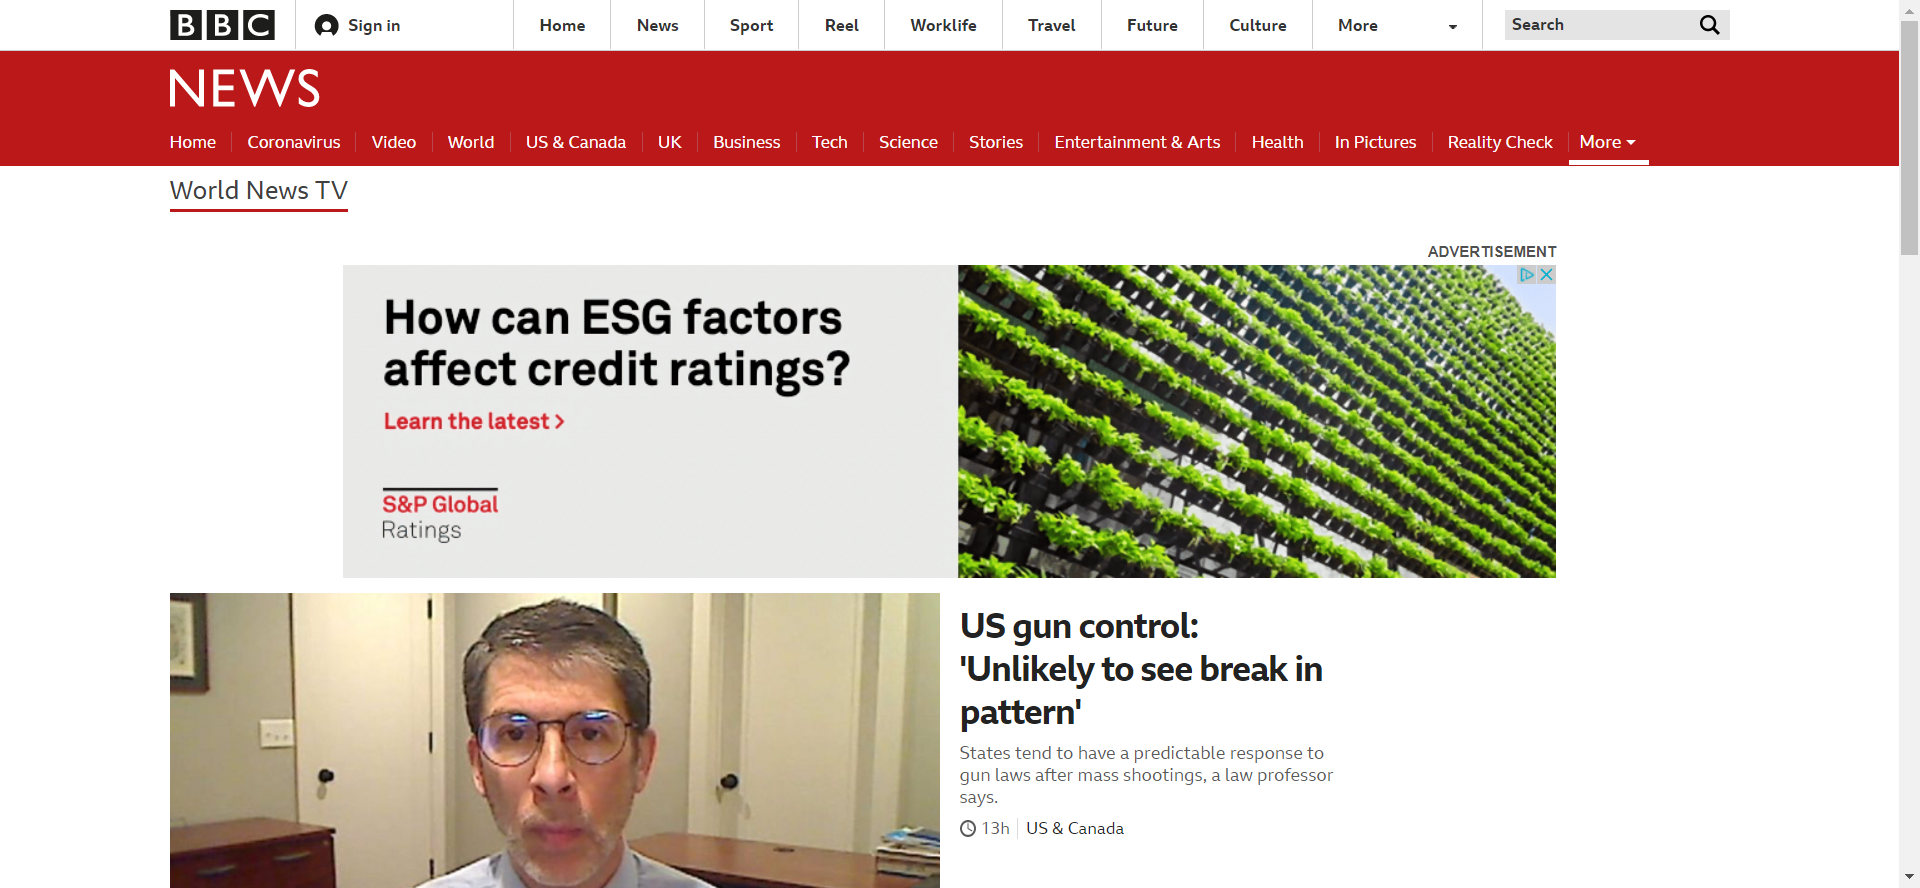 BBC
Sign in
Home
News
Sport
Reel
Worklife
Travel
Future
Culture
More
Search
NEWS
Home
Coronavirus
Video
World
US & Canada
UK
Business
Tech
Science
Stories
Entertainment & Arts
Health
In Pictures
Reality Check
More
World News TV
ADVERTISEMENT
How can ESG factors
affect credit ratings?
Learn the latest >
S&P Global
Ratings
US gun control:
'Unlikely to see break in
pattern'
States tend to have a predictable response to
gun laws after mass shootings, a law professor
says.
13h
US & Canada